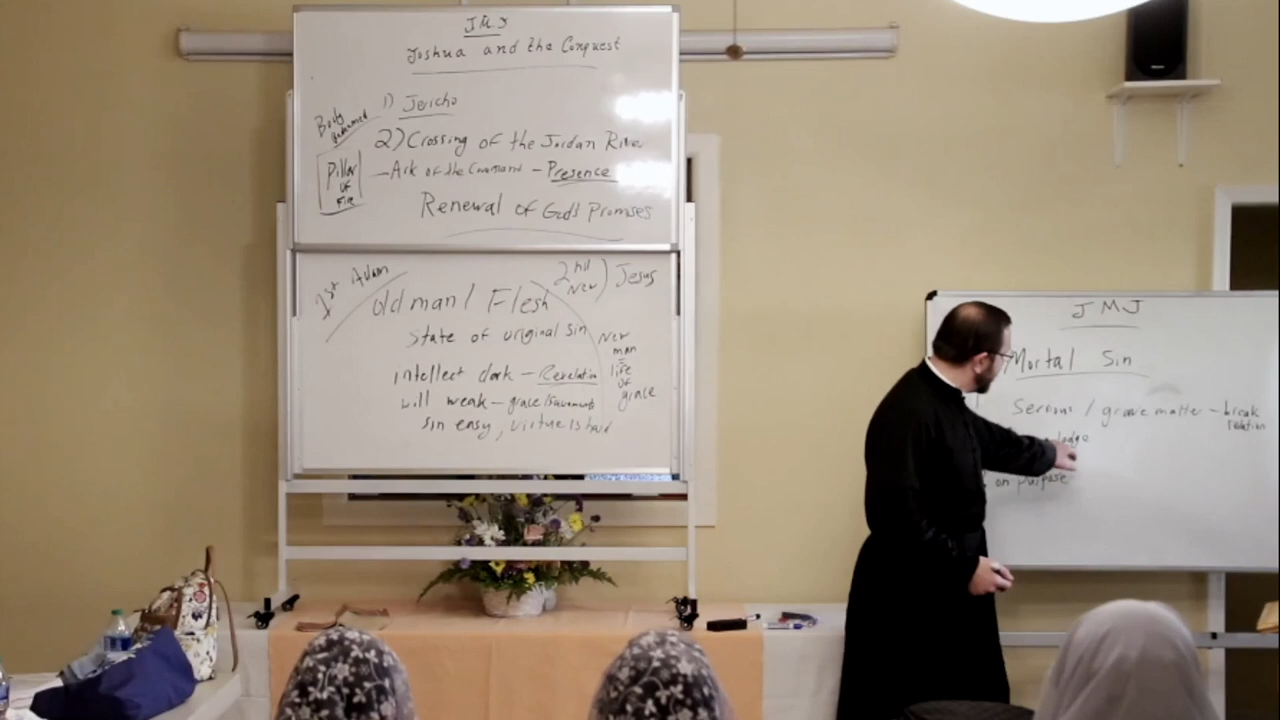 JMJ
Joshua and the Conquest
1) Jericho
Body
2) Crossing of the Jordan River
Pillar
of
Fire
- Ark of the Covenant - Presence
Renewal of God's Promises
1st Adam
2nd
New ) Jesus
Old man / Flesh
State of original Sin
intellect dark - Revelation
will weak - grace/Sacraments
sin easy, virtue is hard
New
man
=
life
of
grace
JMJ
Mortal Sin
Serious / grave matter - break
relation
on purpose